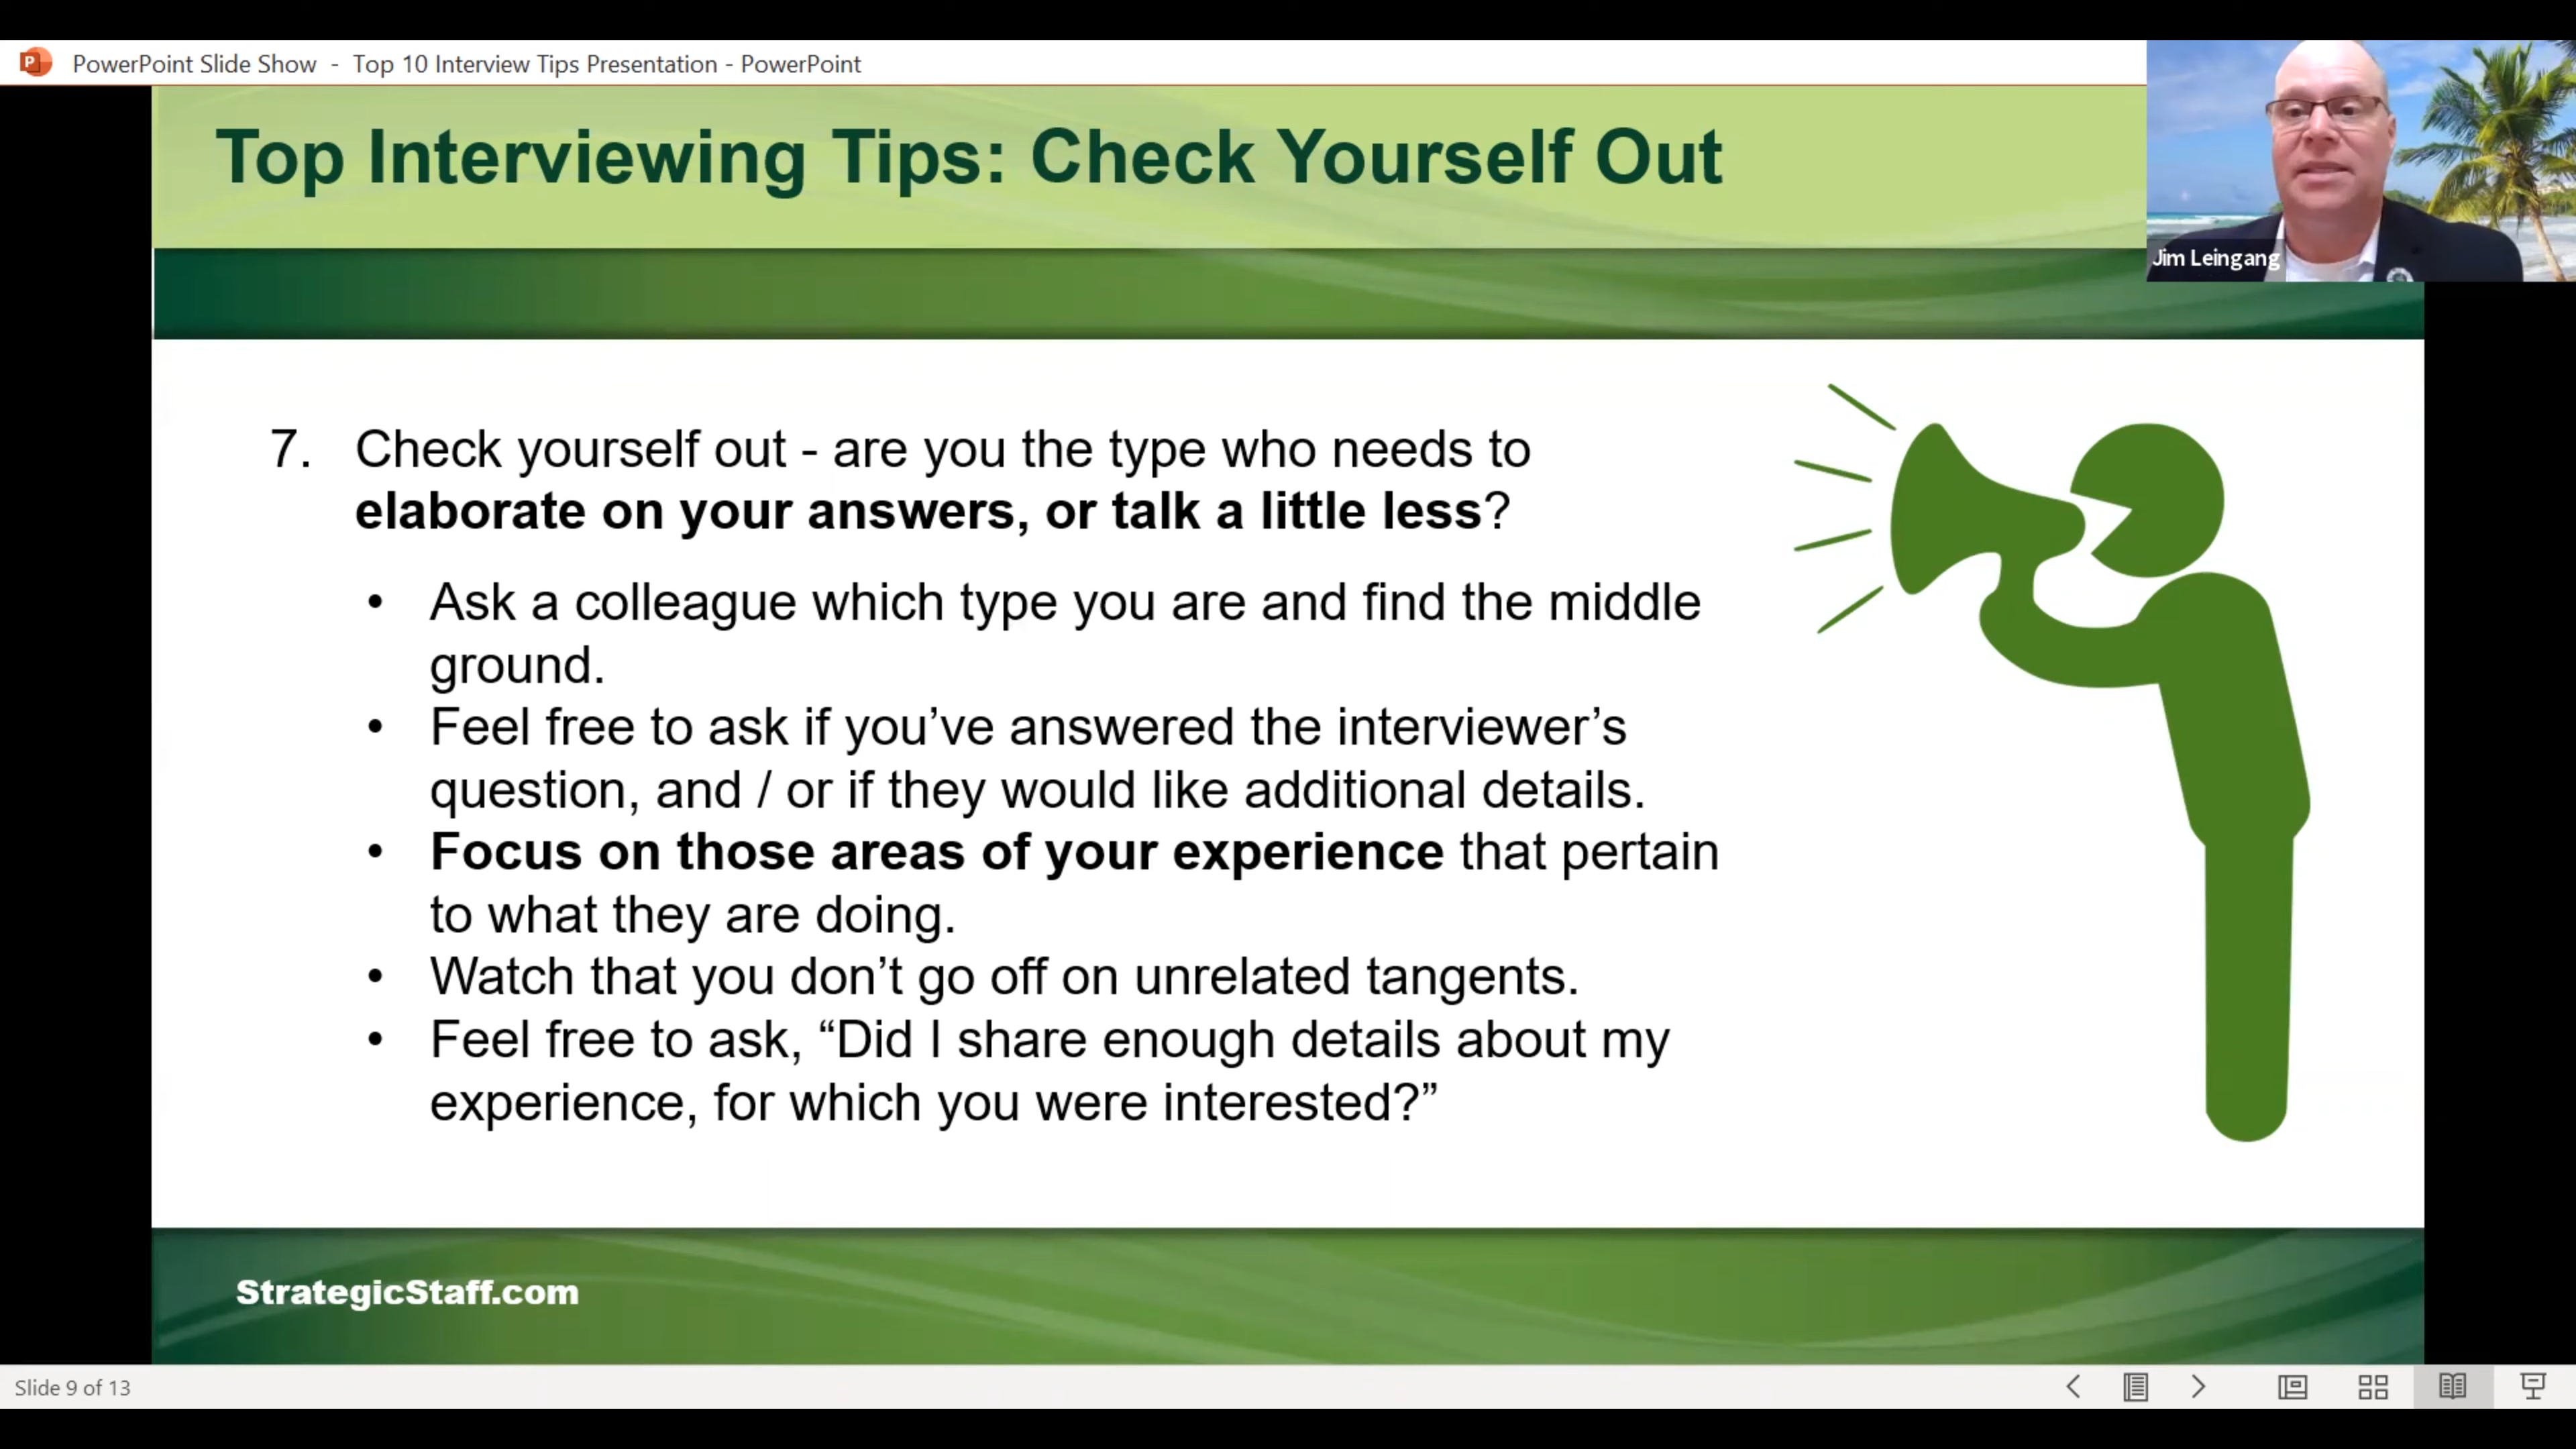 PowerPoint Slide Show - Top 10 Interview Tips Presentation - PowerPoint
Top Interviewing Tips: Check Yourself Out
Jim Leingang
7. Check yourself out - are you the type who needs to
elaborate on your answers, or talk a little less?
• Ask a colleague which type you are and find the middle
ground.
• Feel free to ask if you’ve answered the interviewer’s
question, and / or if they would like additional details.
• Focus on those areas of your experience that pertain
to what they are doing.
• Watch that you don’t go off on unrelated tangents.
• Feel free to ask, “Did I share enough details about my
experience, for which you were interested?”
StrategicStaff.com
Slide 9 of 13